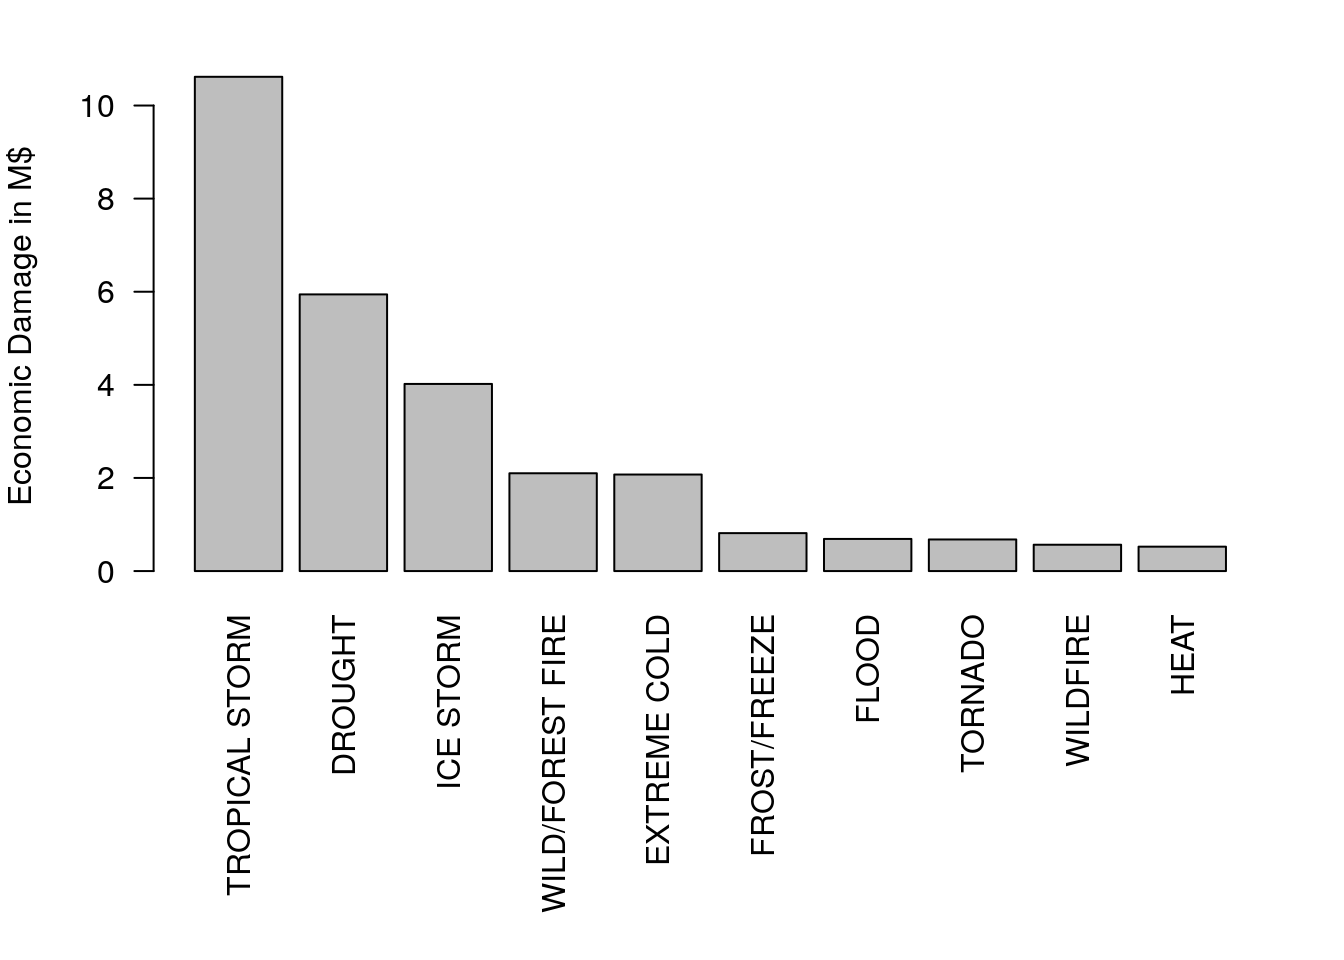 Economic Damage in M$
10
8
6
4
2
0
TROPICAL STORM
DROUGHT
ICE STORM
WILD/FOREST FIRE
EXTREME COLD
FROST/FREEZE
FLOOD
TORNADO
WILDFIRE
HEAT